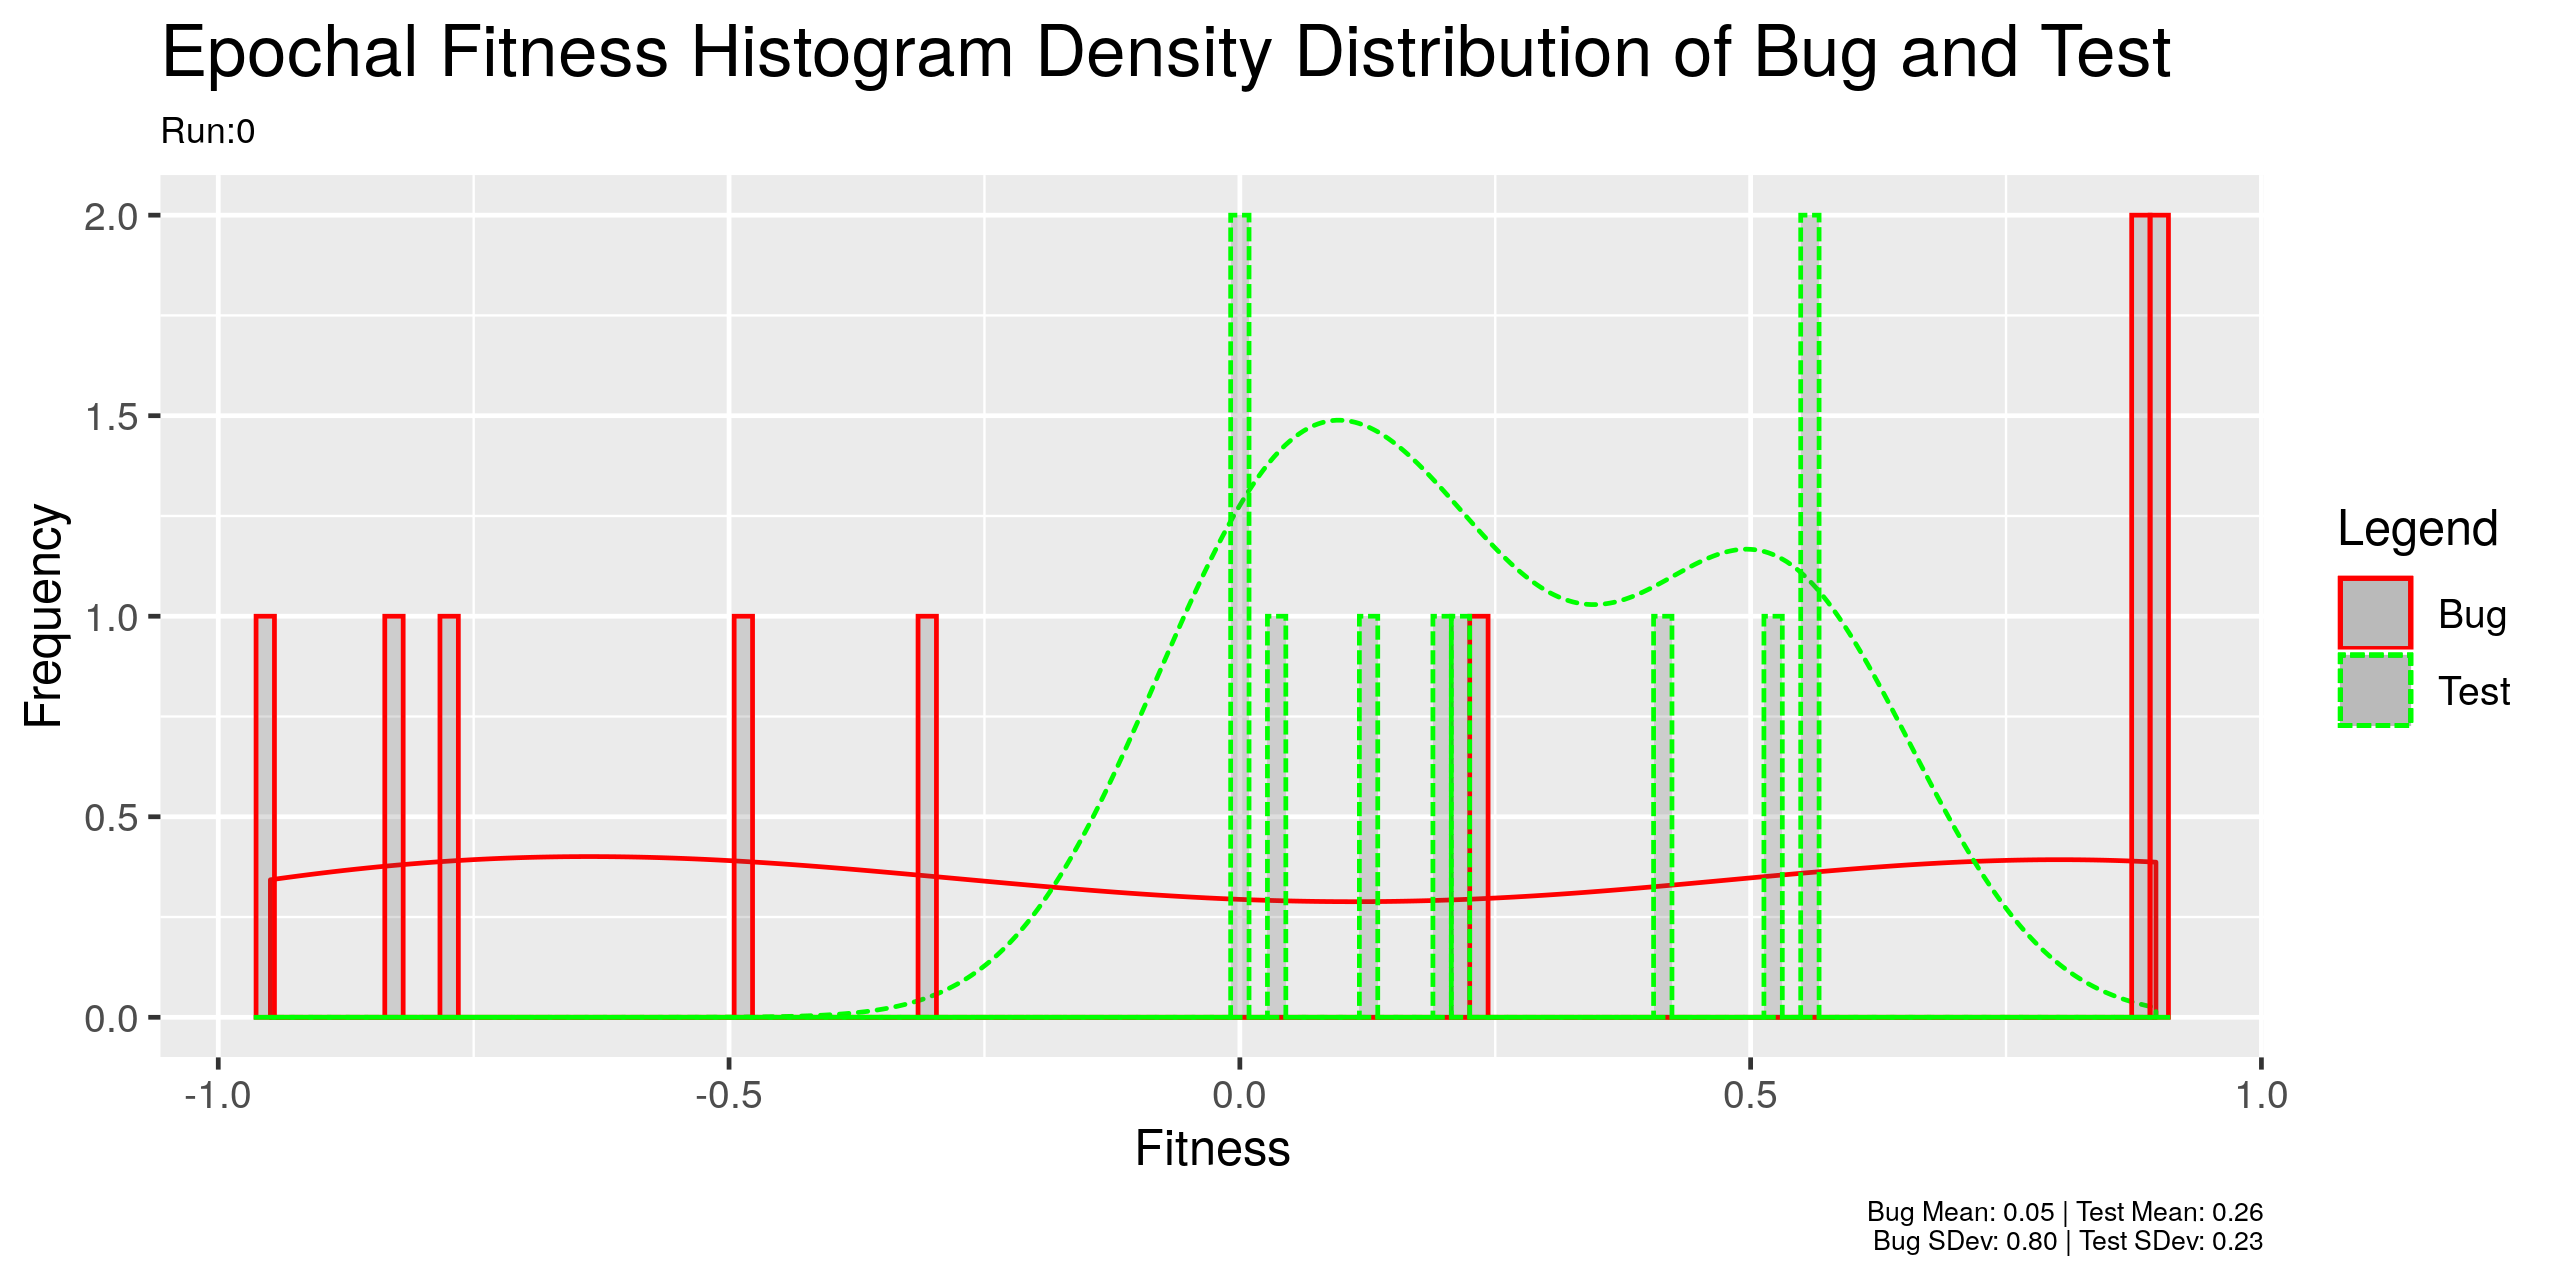 Epochal Fitness Histogram Density Distribution of Bug and Test
Run:0
2.0
1.5
1.0
0.5
0.0
Frequency
-1.0 -0.5 0.0 0.5 1.0
Fitness
Legend
Bug
Test
Bug Mean: 0.05 | Test Mean: 0.26
Bug SDev: 0.80 | Test SDev: 0.23